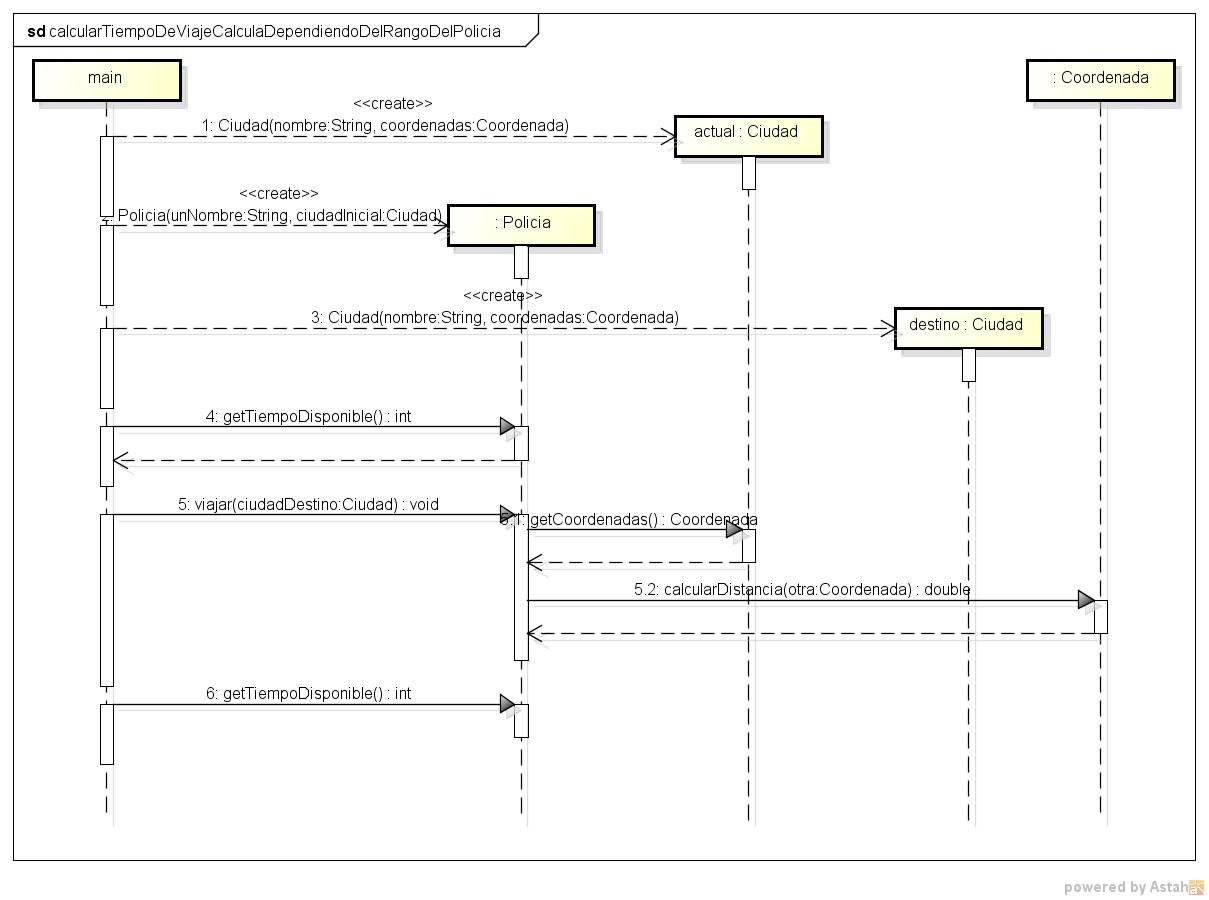 sd calcularTiempoDeViajeCalculaDependiendoDelRangoDelPolicia
main
: Coordenada
<<create>>
1: Ciudad(nombre:String, coordenadas:Coordenada)
actual : Ciudad
<<create>>
Policia(unNombre:String, ciudadInicial:Ciudad)
: Policia
<<create>>
3: Ciudad(nombre:String, coordenadas:Coordenada)
destino : Ciudad
4: getTiempoDisponible() : int
5: viajar(ciudadDestino:Ciudad) : void
5.1: getCoordenadas() : Coordenada
5.2: calcularDistancia(otra:Coordenada) : double
6: getTiempoDisponible() : int
powered by Astah